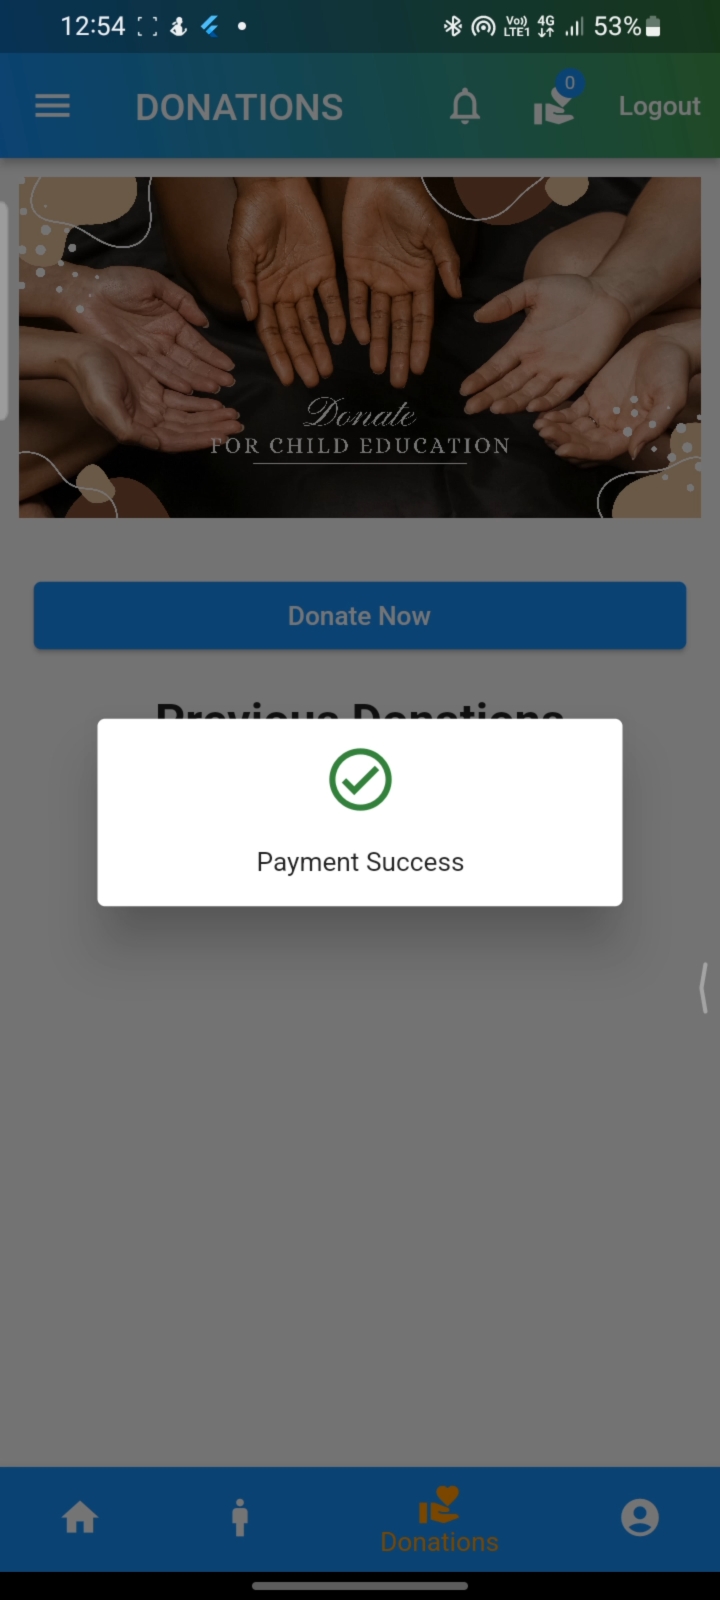 12:54 Vo) 4G LTE1 53%
DONATIONS 0 Logout
Donate
FOR CHILD EDUCATION
Donate Now
Previous Donations
Payment Success
Donations